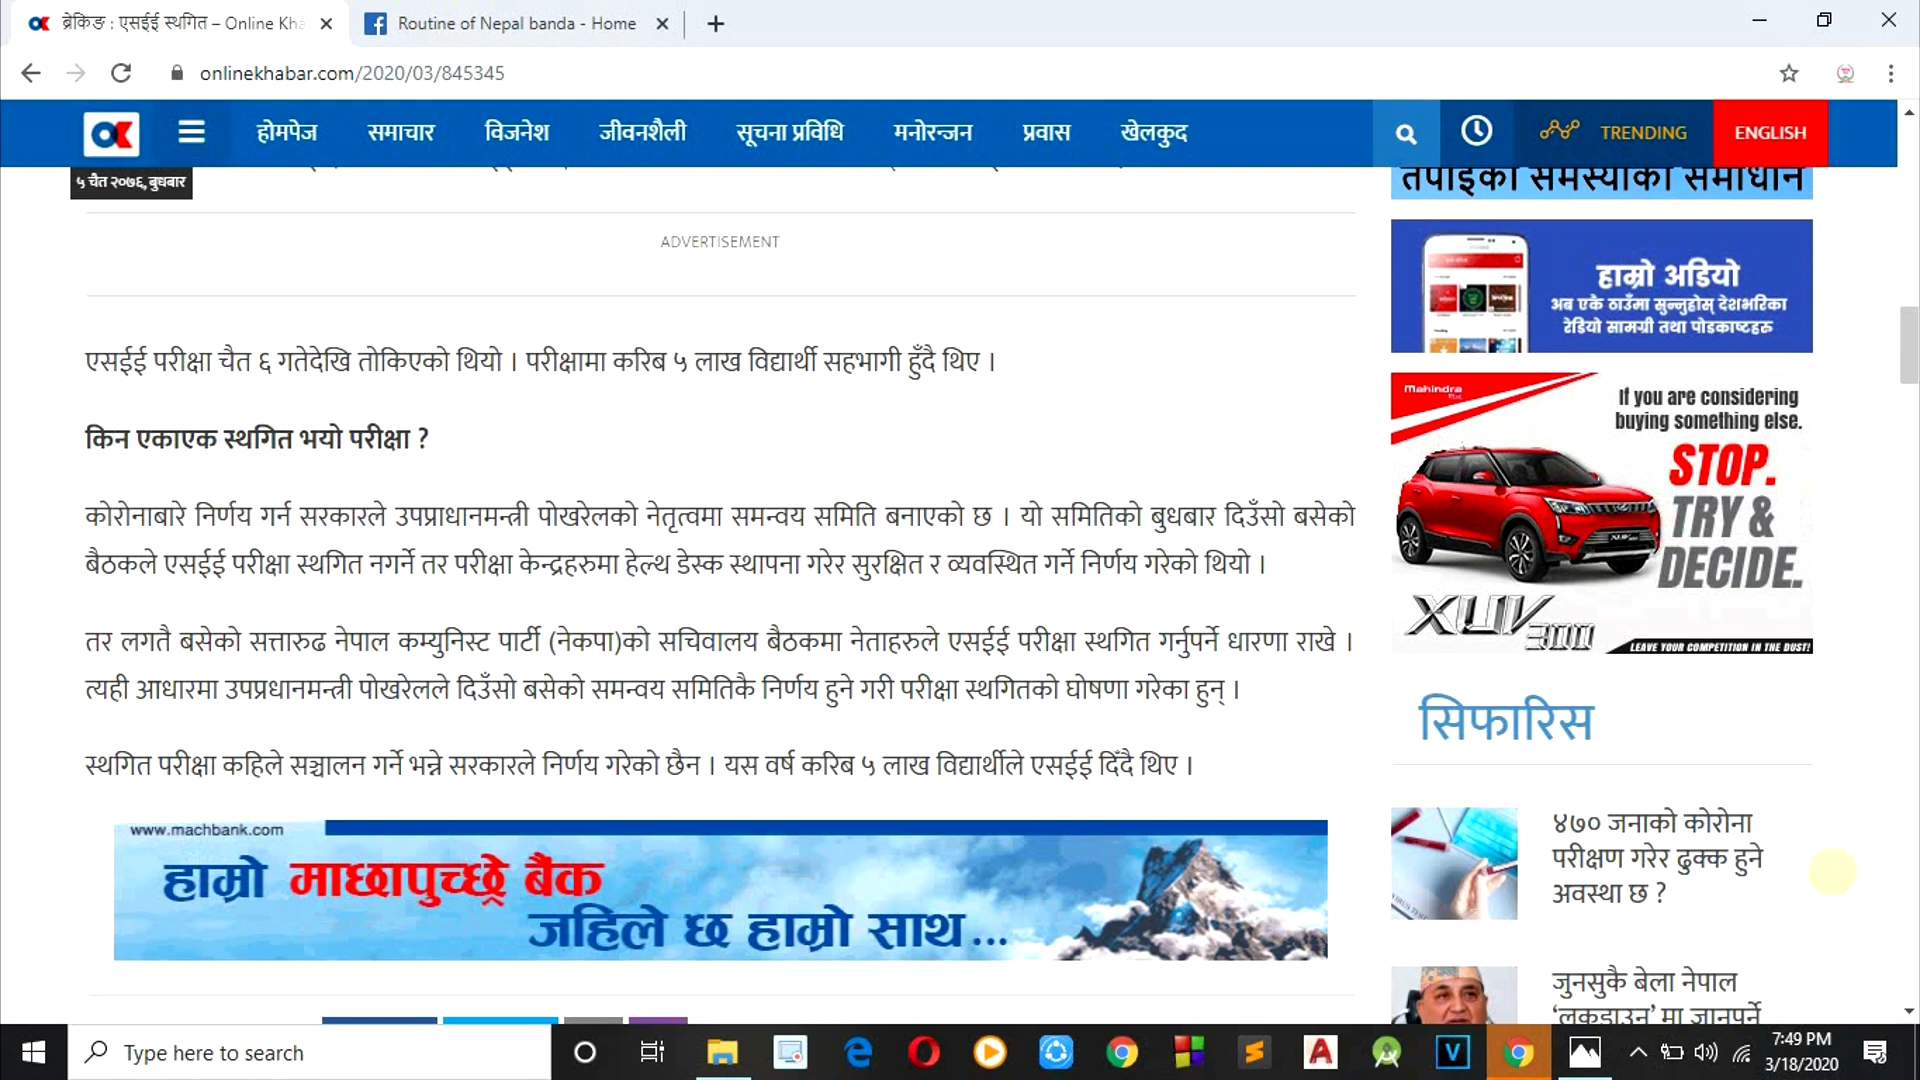 ब्रेकिङ : एसईई स्थगित – Online Kha
Routine of Nepal banda - Home
onlinekhabar.com/2020/03/845345
होमपेज समाचार विजनेश जीवनशैली सूचना प्रविधि मनोरन्जन प्रवास खेलकुद
TRENDING
ENGLISH
५ चैत २०७६, बुधबार
तपाइको समस्याको समाधान
ADVERTISEMENT
हाम्रो अडियो
अब एकै ठाउँमा सुन्नुहोस् देशभरिका
रेडियो सामग्री तथा पोडकाष्टहरु
एसईई परीक्षा चैत ६ गतेदेखि तोकिएको थियो । परीक्षामा करिब ५ लाख विद्यार्थी सहभागी हुँदै थिए ।
किन एकाएक स्थगित भयो परीक्षा ?
कोरोनाबारे निर्णय गर्न सरकारले उपप्राधानमन्त्री पोखरेलको नेतृत्वमा समन्वय समिति बनाएको छ । यो समितिको बुधबार दिउँसो बसेको
बैठकले एसईई परीक्षा स्थगित नगर्ने तर परीक्षा केन्द्रहरुमा हेल्थ डेस्क स्थापना गरेर सुरक्षित र व्यवस्थित गर्ने निर्णय गरेको थियो ।
तर लगतै बसेको सत्तारुढ नेपाल कम्युनिस्ट पार्टी (नेकपा)को सचिवालय बैठकमा नेताहरुले एसईई परीक्षा स्थगित गर्नुपर्ने धारणा राखे ।
त्यही आधारमा उपप्रधानमन्त्री पोखरेलले दिउँसो बसेको समन्वय समितिकै निर्णय हुने गरी परीक्षा स्थगितको घोषणा गरेका हुन् ।
स्थगित परीक्षा कहिले सञ्चालन गर्ने भन्ने सरकारले निर्णय गरेको छैन । यस वर्ष करिब ५ लाख विद्यार्थीले एसईई दिँदै थिए ।
www.machbank.com
हाम्रो माछापुच्छ्रे बैंक
जहिले छ हाम्रो साथ...
Mahindra
If you are considering
buying something else.
STOP.
TRY &
DECIDE.
XUV300
LEAVE YOUR COMPETITION IN THE DUST!
सिफारिस
४७० जनाको कोरोना
परीक्षण गरेर ढुक्क हुने
अवस्था छ ?
जुनसुकै बेला नेपाल
‘लकडाउन’ मा जानुपर्ने
Type here to search
7:49 PM
3/18/2020